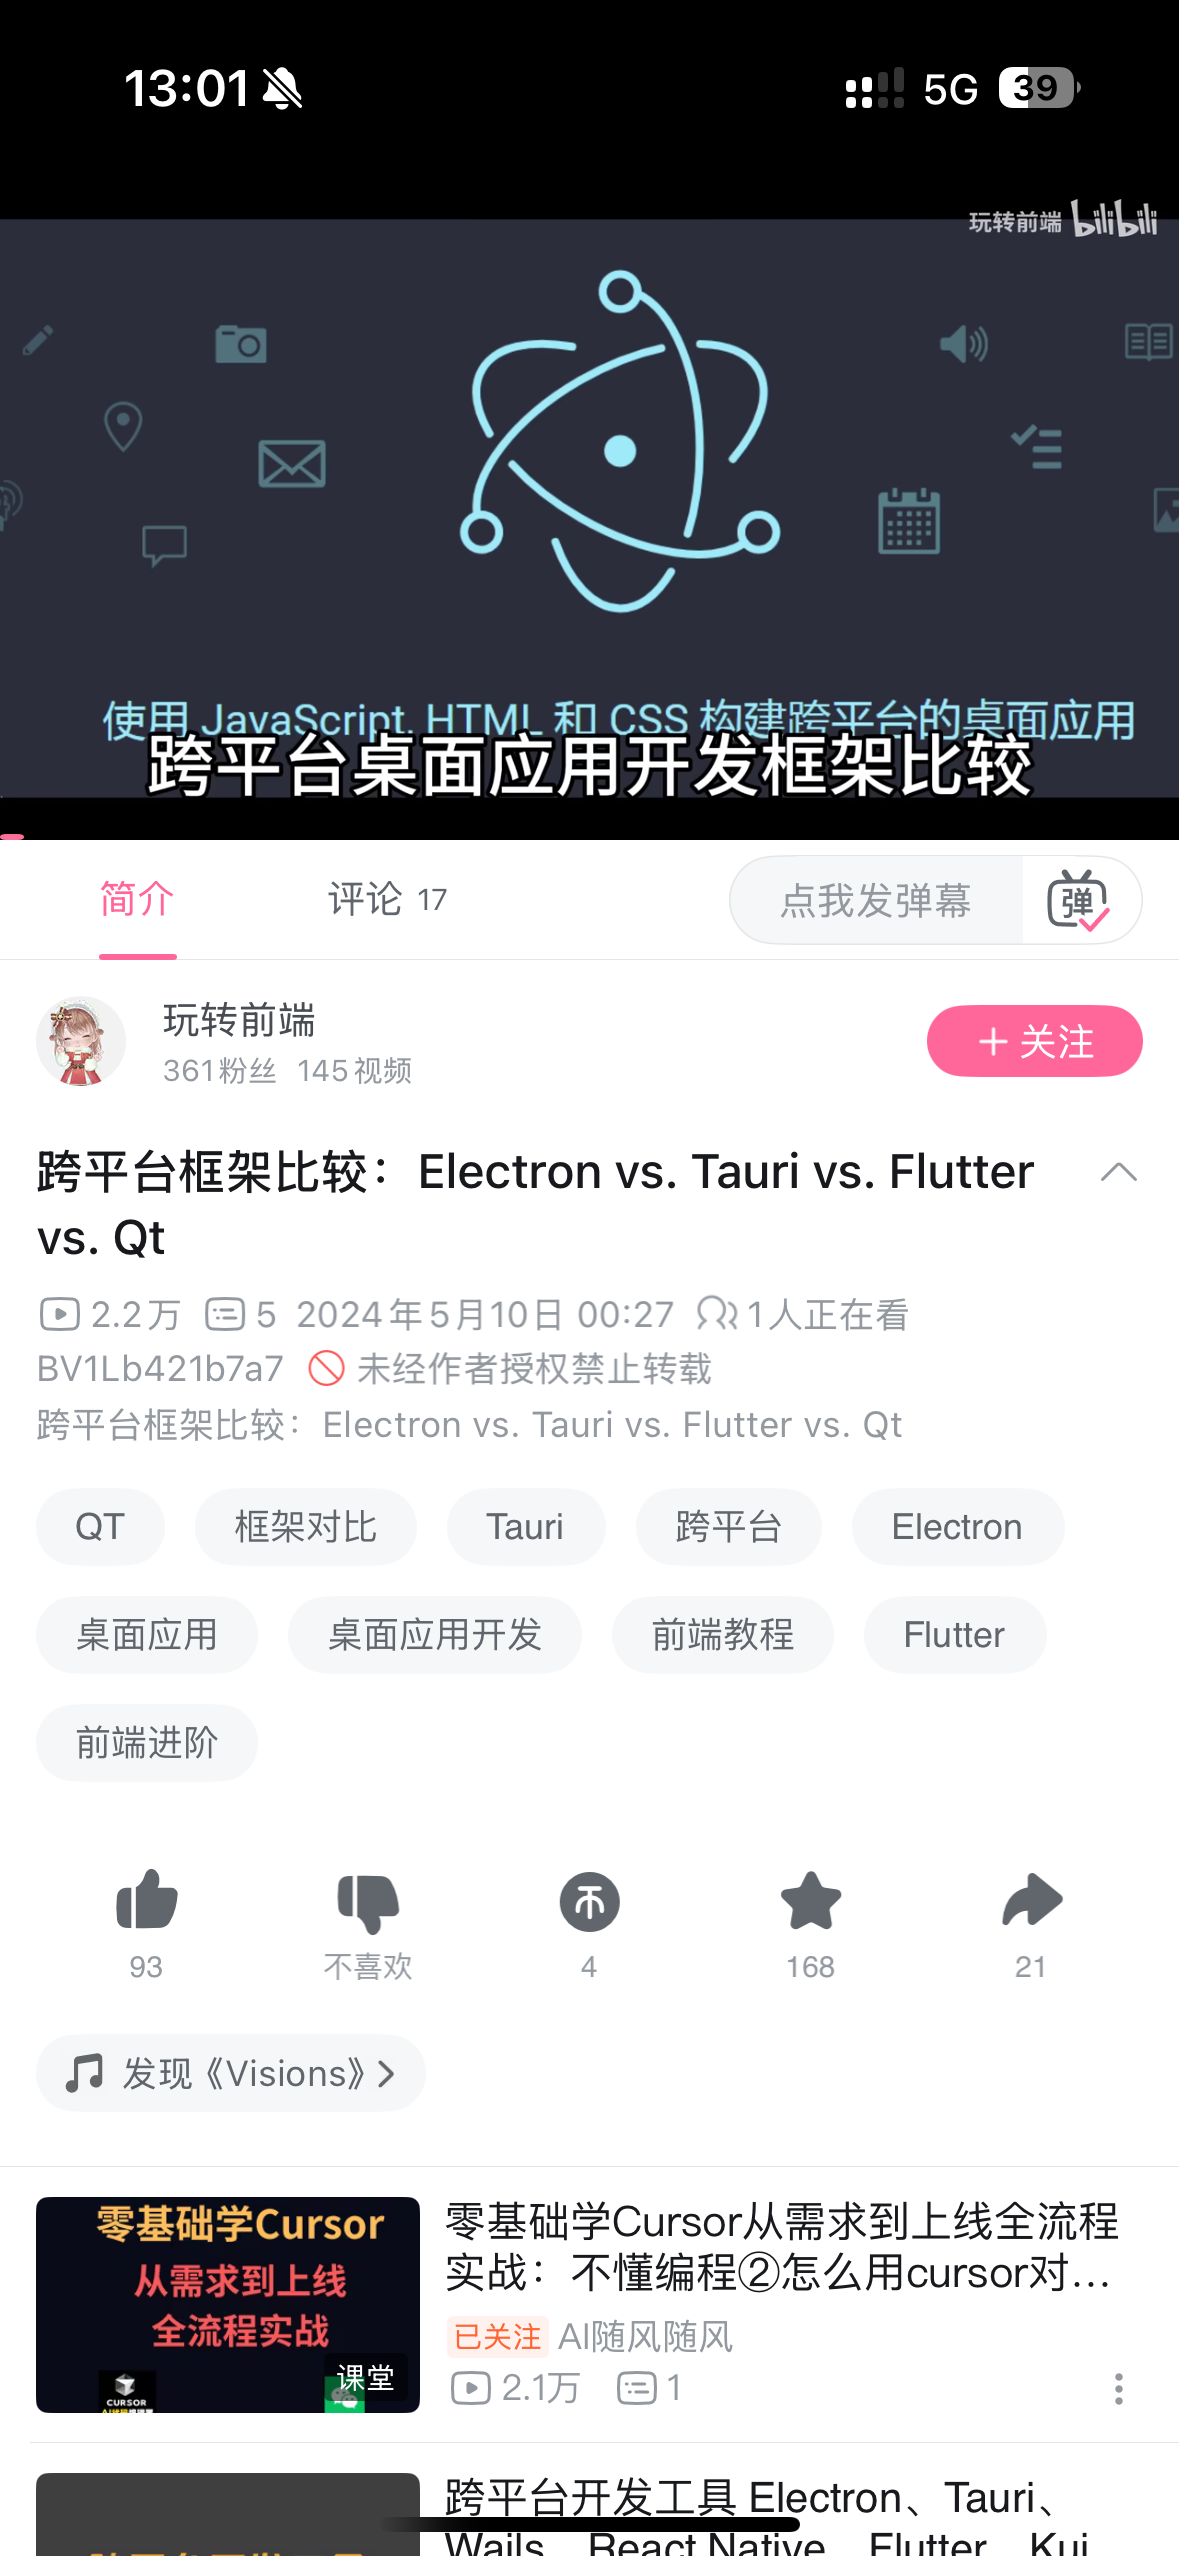 13:01
5G
39
玩转前端 bilibili
使用 JavaScript, HTML 和 CSS 构建跨平台的桌面应用
跨平台桌面应用开发框架比较
简介
评论 17
点我发弹幕
弹
玩转前端
361粉丝 145视频
+ 关注
跨平台框架比较：Electron vs. Tauri vs. Flutter
vs. Qt
2.2万 5 2024年5月10日 00:27 1人正在看
BV1Lb421b7a7 未经作者授权禁止转载
跨平台框架比较：Electron vs. Tauri vs. Flutter vs. Qt
QT 框架对比 Tauri 跨平台 Electron
桌面应用 桌面应用开发 前端教程 Flutter
前端进阶
93 不喜欢 4 168 21
发现《Visions》
零基础学Cursor
从需求到上线
全流程实战
课堂
CURSOR
零基础学Cursor从需求到上线全流程
实战：不懂编程②怎么用cursor对…
已关注 AI随风随风
2.1万 1
跨平台开发工具 Electron、Tauri、
Wails、React Native、Flutter、Kui